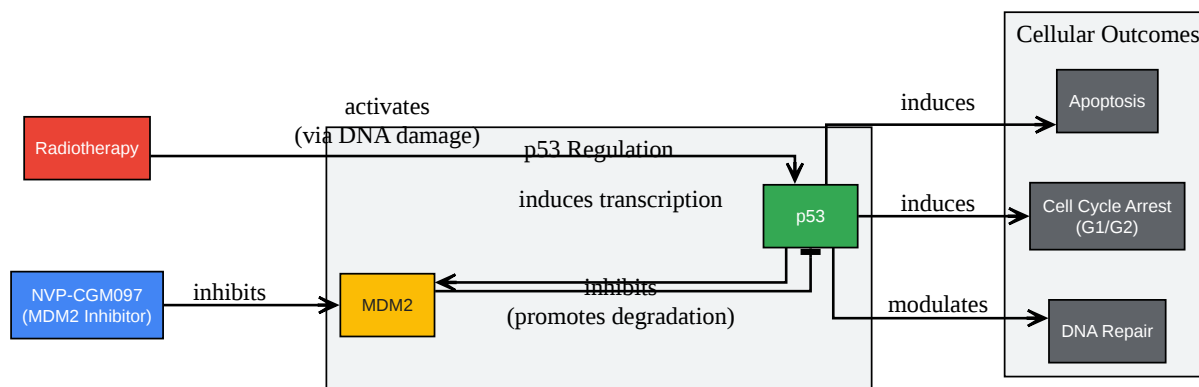 Cellular Outcomes
Apoptosis
induces
activates
(via DNA damage)
Radiotherapy
p53 Regulation
induces transcription
p53
induces
Cell Cycle Arrest
(G1/G2)
NVP-CGM097
(MDM2 Inhibitor)
inhibits
MDM2
inhibits
(promotes degradation)
modulates
DNA Repair